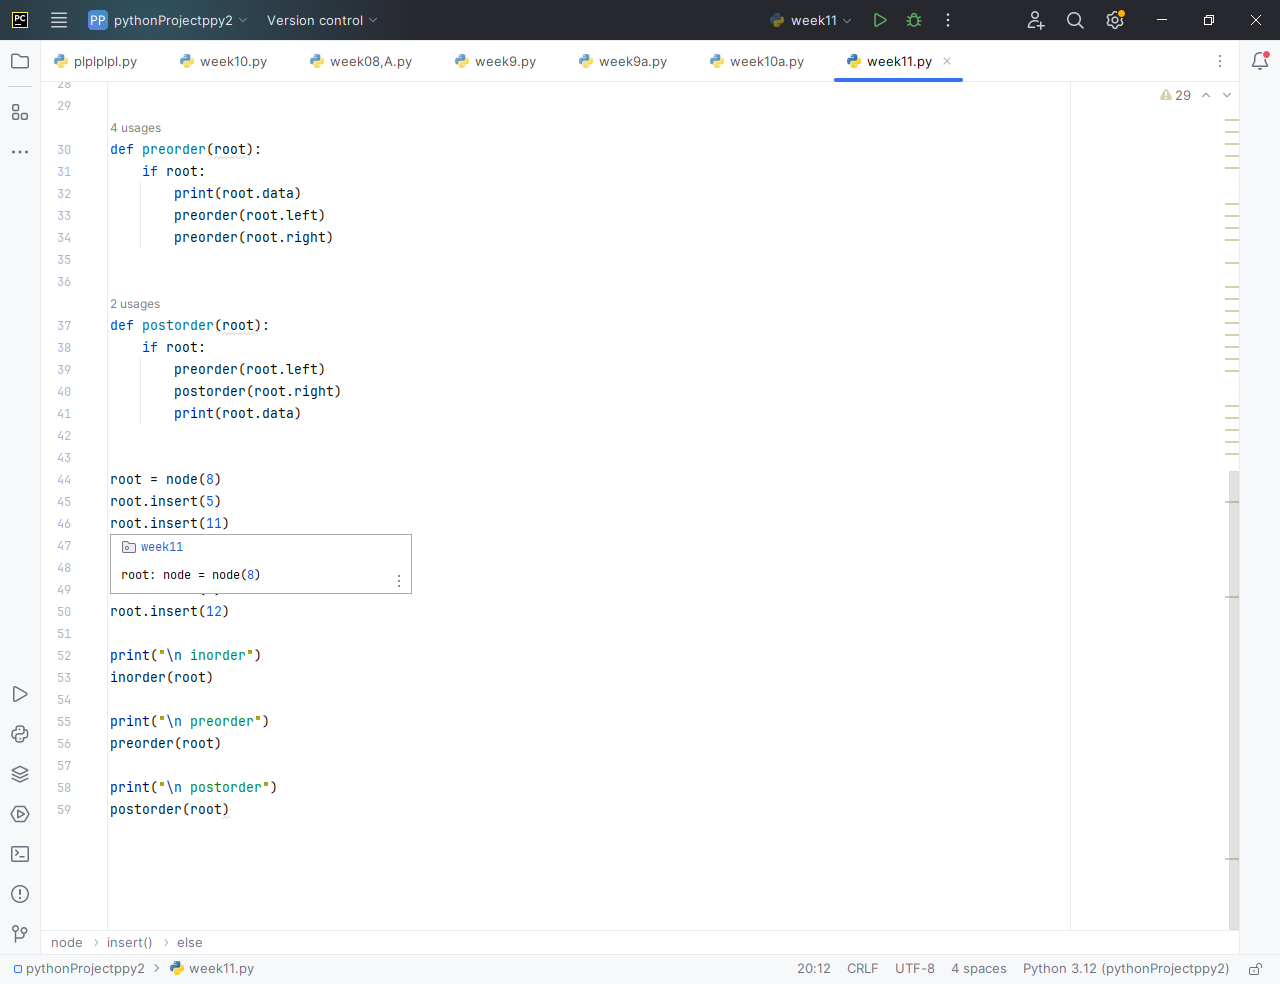 PC
PP pythonProjectppy2 Version control week11
plplplpl.py week10.py week08,A.py week9.py week9a.py week10a.py week11.py
28
29 29
4 usages
30 def preorder(root):
31 if root:
32 print(root.data)
33 preorder(root.left)
34 preorder(root.right)
35
36
2 usages
37 def postorder(root):
38 if root:
39 preorder(root.left)
40 postorder(root.right)
41 print(root.data)
42
43
44 root = node(8)
45 root.insert(5)
46 root.insert(11)
47 week11
48 root: node = node(8)
49
50 root.insert(12)
51
52 print("\n inorder")
53 inorder(root)
54
55 print("\n preorder")
56 preorder(root)
57
58 print("\n postorder")
59 postorder(root)
node > insert() > else
pythonProjectppy2 > week11.py 20:12 CRLF UTF-8 4 spaces Python 3.12 (pythonProjectppy2)